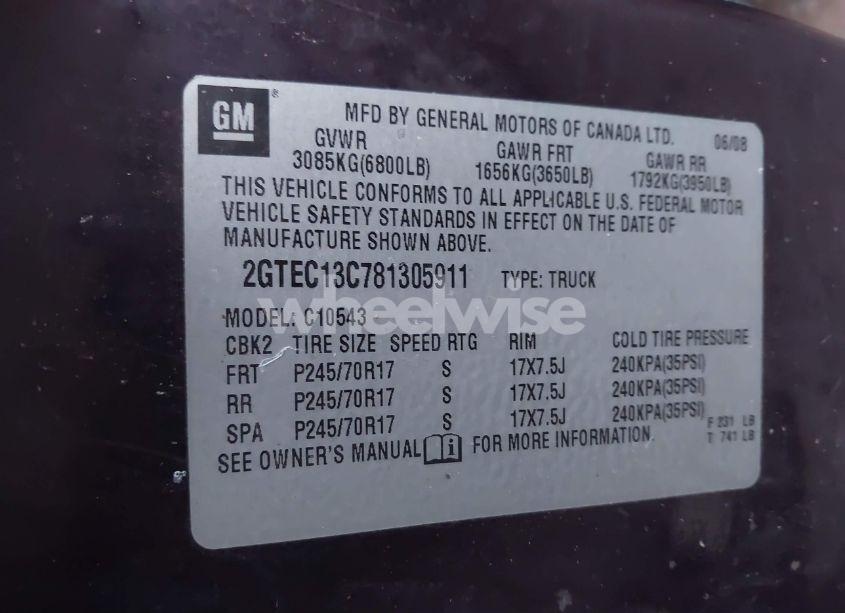 GM ®
MFD BY GENERAL MOTORS OF CANADA LTD. 06/08
GVWR GAWR FRT GAWR RR
3085KG(6800LB) 1656KG(3650LB) 1792KG(3950LB)
THIS VEHICLE CONFORMS TO ALL APPLICABLE U.S. FEDERAL MOTOR
VEHICLE SAFETY STANDARDS IN EFFECT ON THE DATE OF
MANUFACTURE SHOWN ABOVE.
2GTEC13C781305911 TYPE: TRUCK
wheelwise
MODEL: C10543
CBK2 TIRE SIZE SPEED RTG RIM COLD TIRE PRESSURE
FRT P245/70R17 S 17X7.5J 240KPA(35PSI)
RR P245/70R17 S 17X7.5J 240KPA(35PSI)
SPA P245/70R17 S 17X7.5J 240KPA(35PSI)
F 231 LB
T 741 LB
SEE OWNER'S MANUAL i FOR MORE INFORMATION.